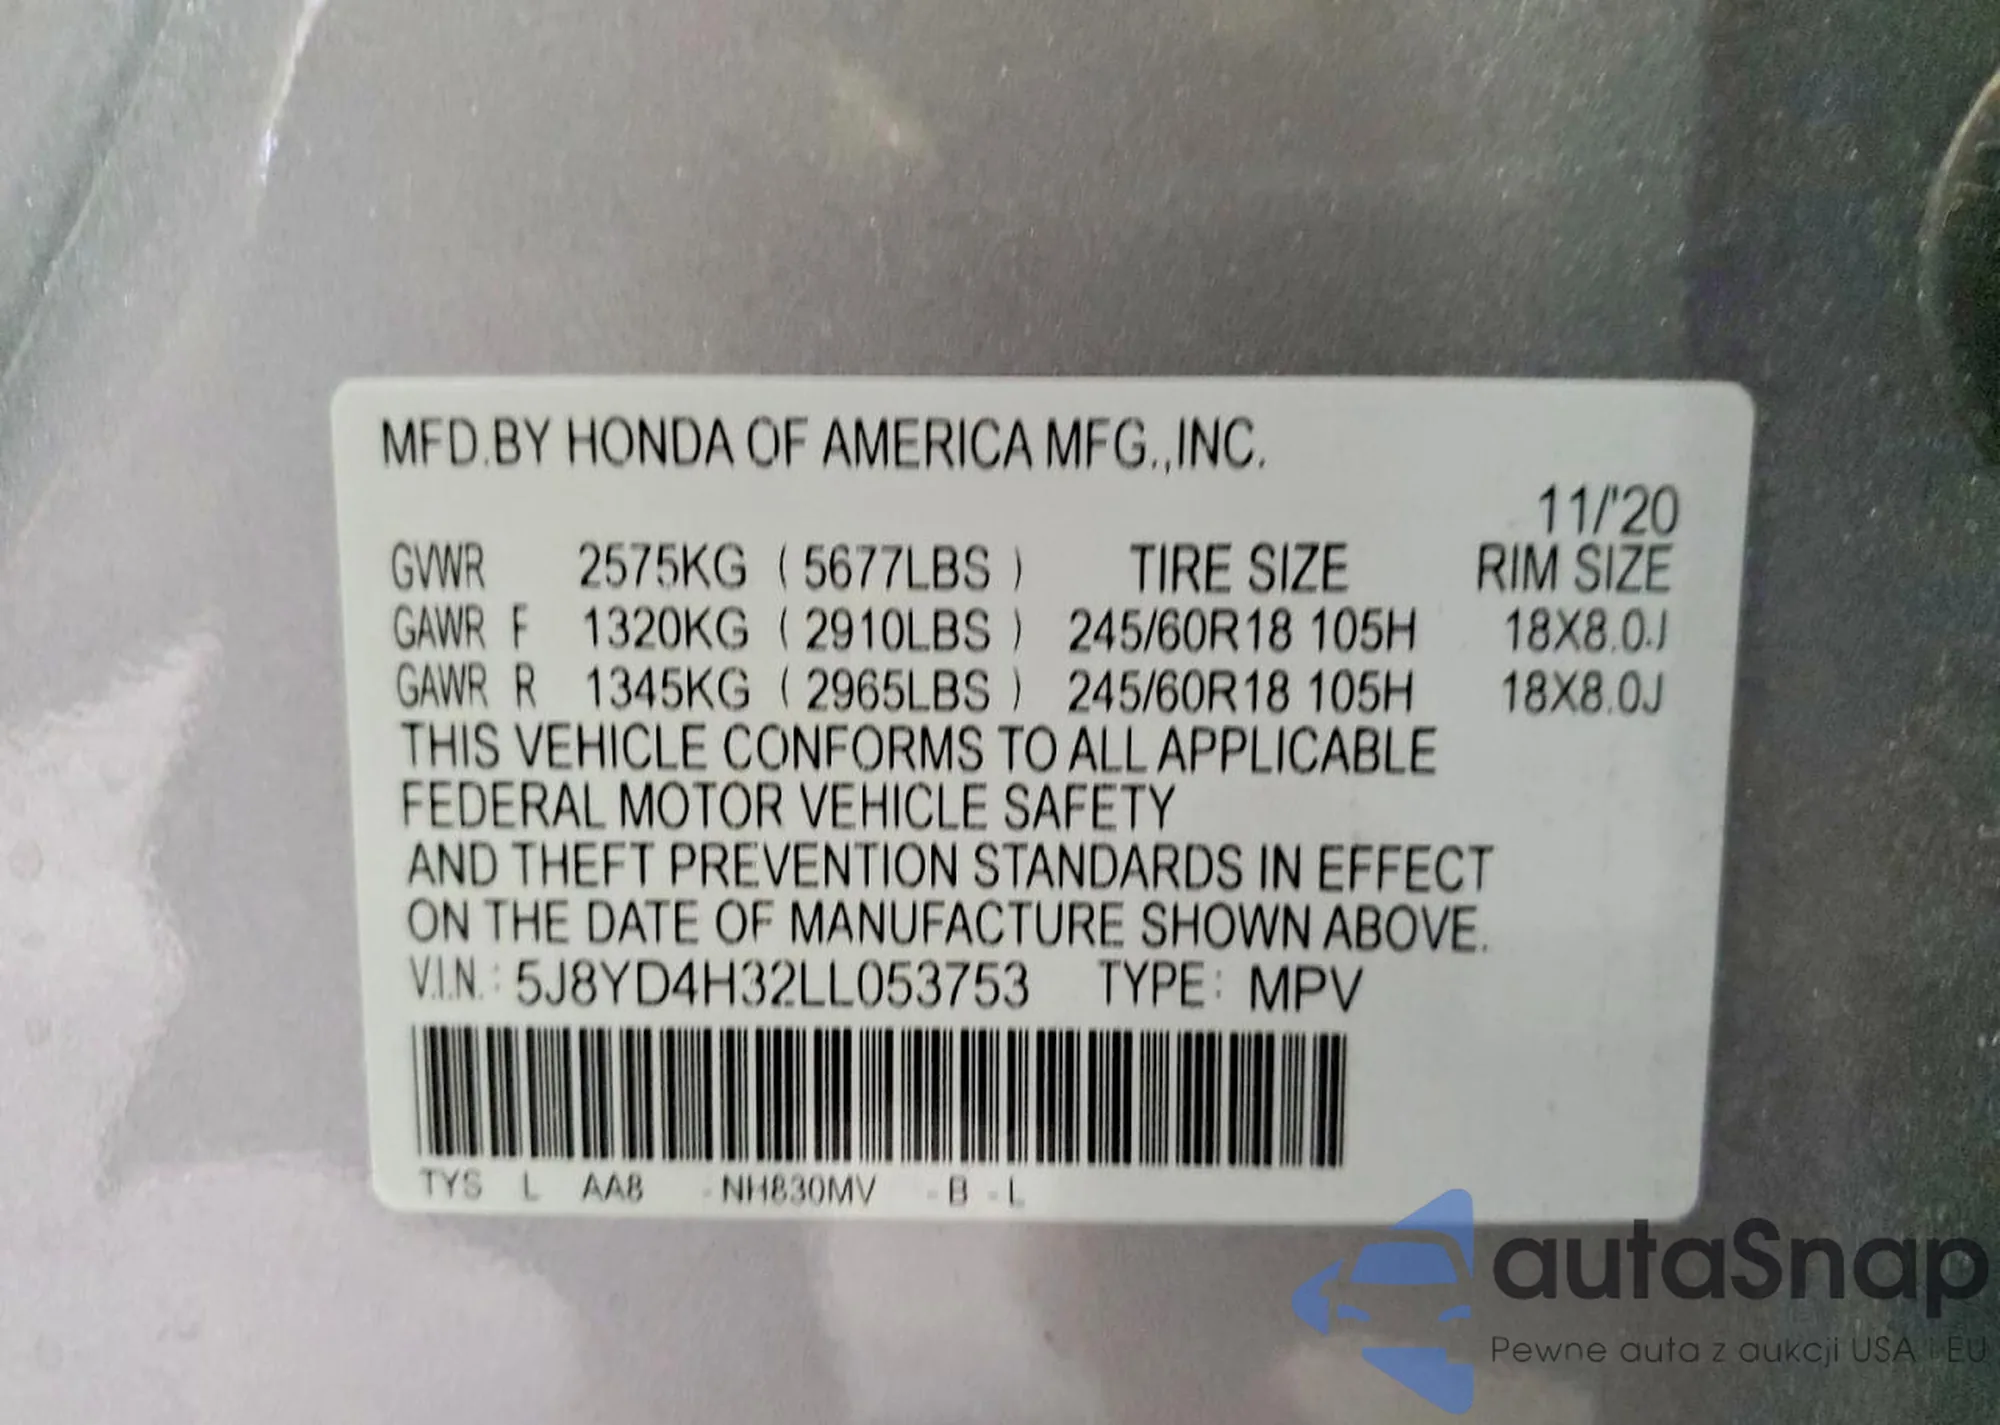 MFD.BY HONDA OF AMERICA MFG.,INC.
11/'20
GVWR 2575KG ( 5677LBS ) TIRE SIZE RIM SIZE
GAWR F 1320KG ( 2910LBS ) 245/60R18 105H 18X8.0J
GAWR R 1345KG ( 2965LBS ) 245/60R18 105H 18X8.0J
THIS VEHICLE CONFORMS TO ALL APPLICABLE
FEDERAL MOTOR VEHICLE SAFETY
AND THEFT PREVENTION STANDARDS IN EFFECT
ON THE DATE OF MANUFACTURE SHOWN ABOVE.
V.I.N.: 5J8YD4H32LL053753 TYPE: MPV
TYS L AA8 -NH830MV -B -L
autaSnap
Pewne auta z aukcji USA i EU